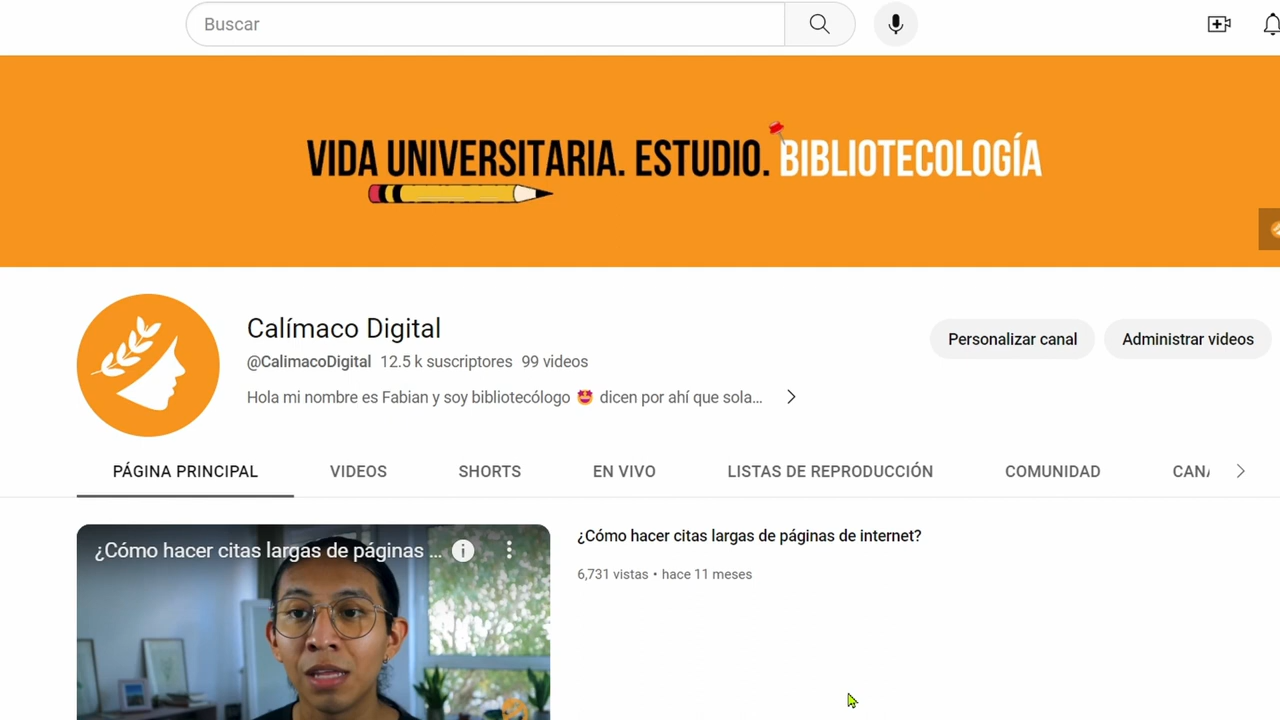 Buscar
VIDA UNIVERSITARIA. ESTUDIO. BIBLIOTECOLOGÍA
Calímaco Digital
@CalimacoDigital 12.5 k suscriptores 99 videos
Hola mi nombre es Fabian y soy bibliotecólogo 🤩 dicen por ahí que sola...
Personalizar canal
Administrar videos
PÁGINA PRINCIPAL
VIDEOS
SHORTS
EN VIVO
LISTAS DE REPRODUCCIÓN
COMUNIDAD
CANA
¿Cómo hacer citas largas de páginas ...
¿Cómo hacer citas largas de páginas de internet?
6,731 vistas • hace 11 meses